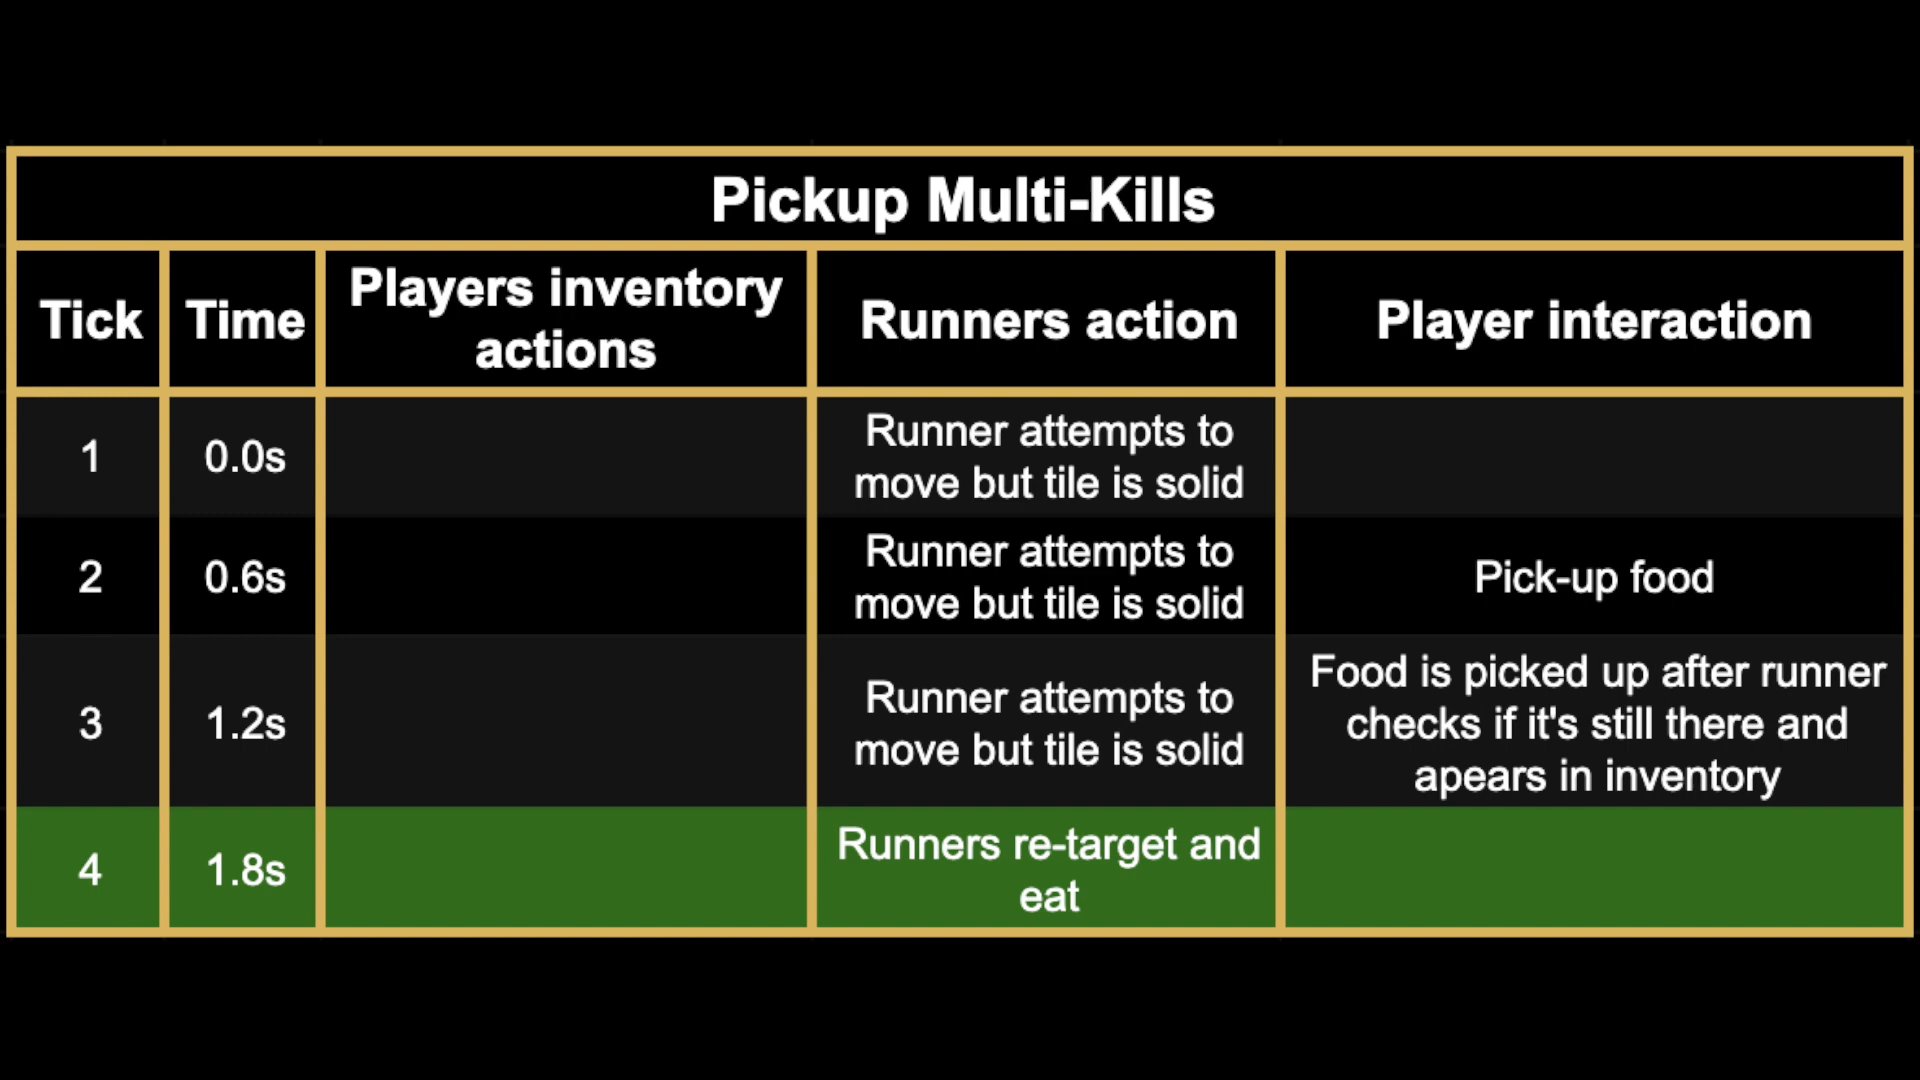 Pickup Multi-Kills
Tick
Time
Players inventory
actions
Runners action
Player interaction
1
0.0s
Runner attempts to
move but tile is solid
2
0.6s
Runner attempts to
move but tile is solid
Pick-up food
3
1.2s
Runner attempts to
move but tile is solid
Food is picked up after runner
checks if it's still there and
apears in inventory
4
1.8s
Runners re-target and
eat